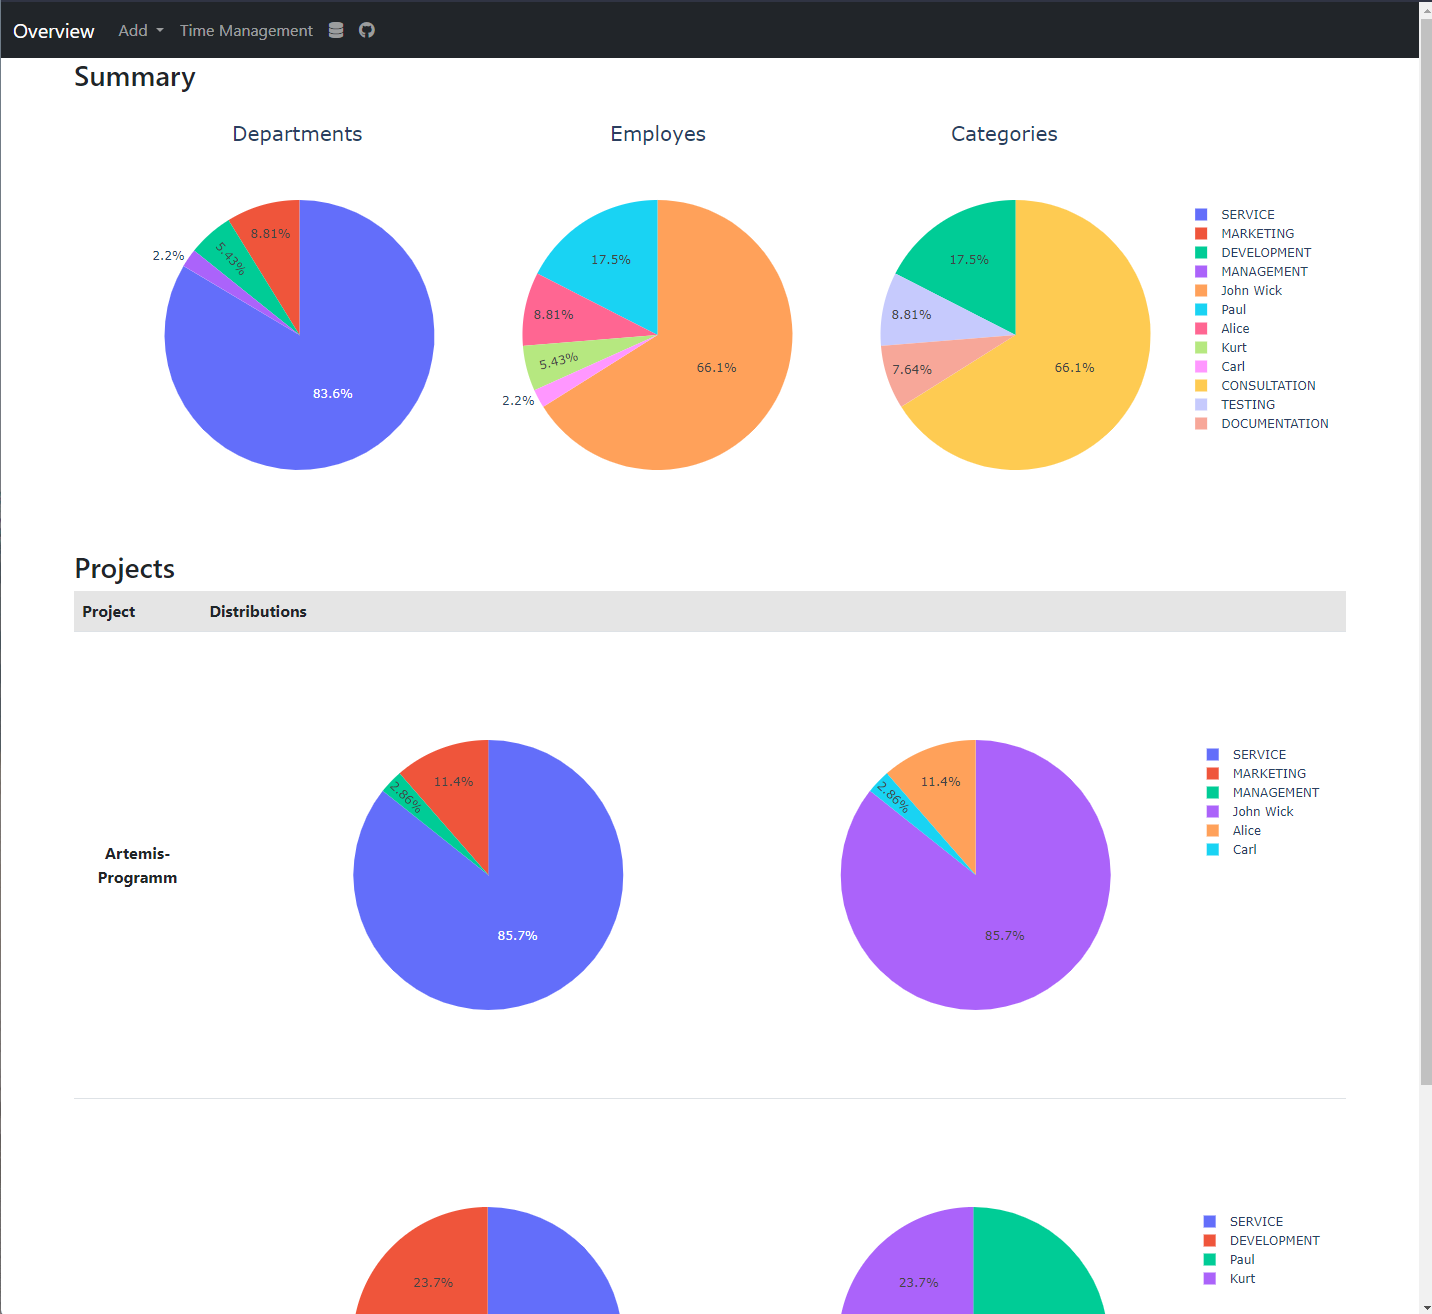 Overview Add Time Management
Summary
Departments Employes Categories
8.81%
5.43%
2.2%
83.6%
17.5%
8.81%
5.43%
2.2%
66.1%
17.5%
8.81%
7.64%
66.1%
SERVICE
MARKETING
DEVELOPMENT
MANAGEMENT
John Wick
Paul
Alice
Kurt
Carl
CONSULTATION
TESTING
DOCUMENTATION
Projects
Project Distributions
Artemis-
Programm
11.4%
2.86%
85.7%
11.4%
2.86%
85.7%
SERVICE
MARKETING
MANAGEMENT
John Wick
Alice
Carl
23.7%
23.7%
SERVICE
DEVELOPMENT
Paul
Kurt